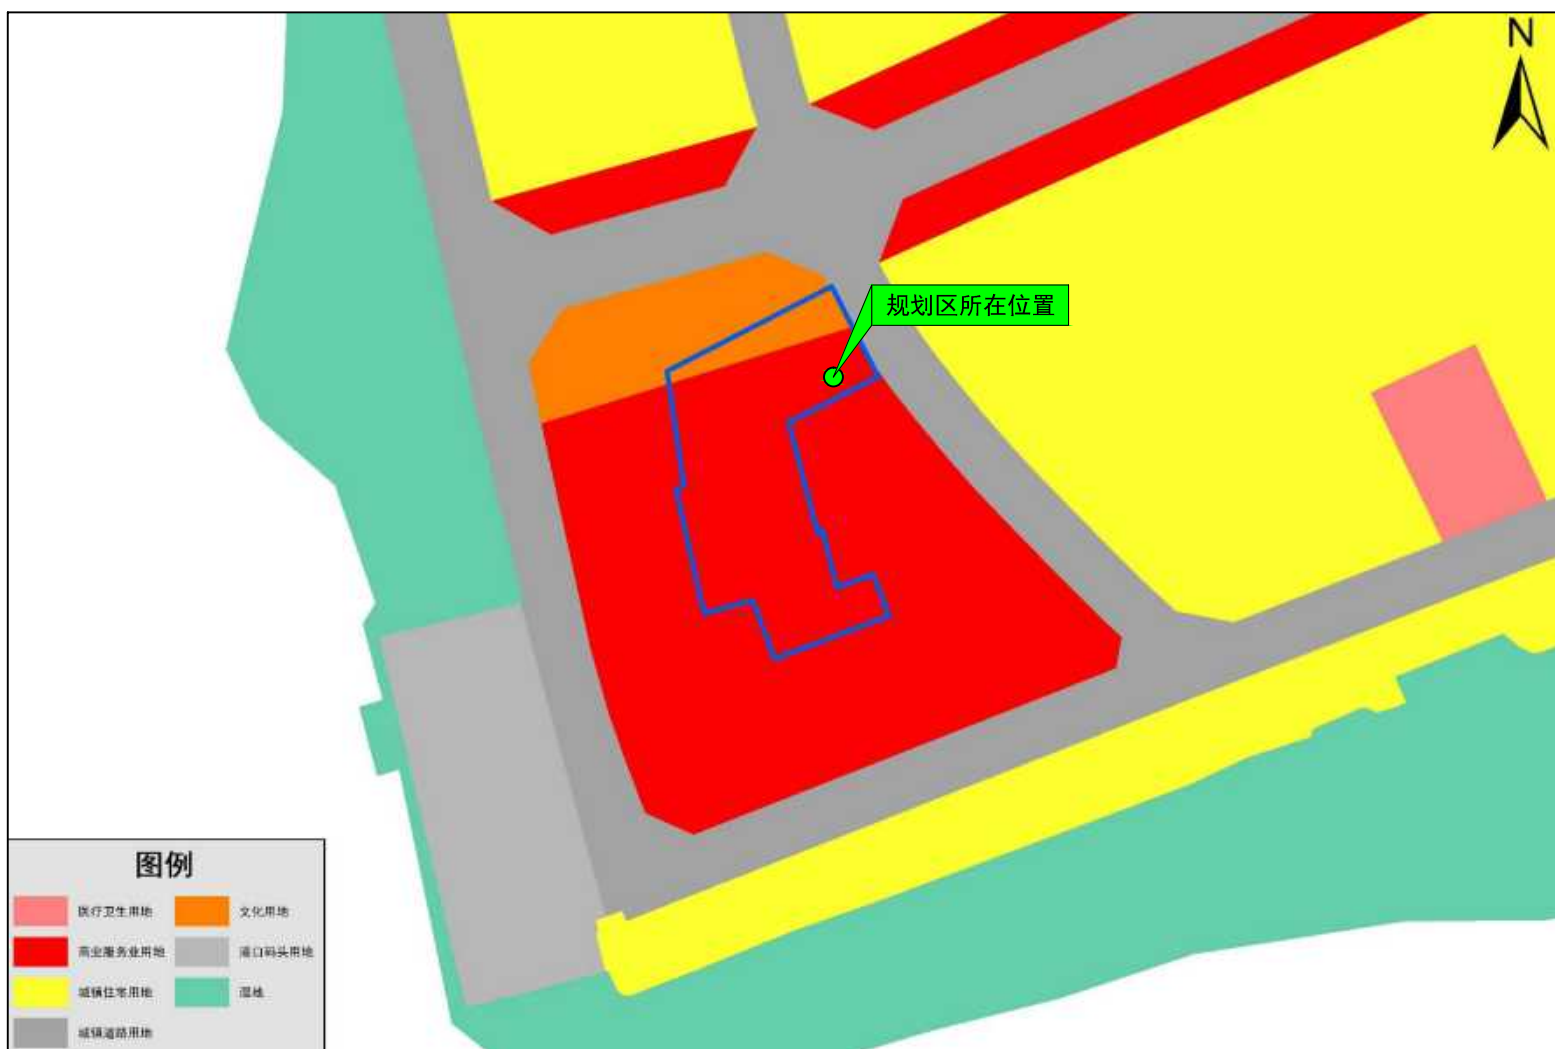 N
规划区所在位置
图例
医疗卫生用地
文化用地
商业服务业用地
港口码头用地
城镇住宅用地
湿地
城镇道路用地